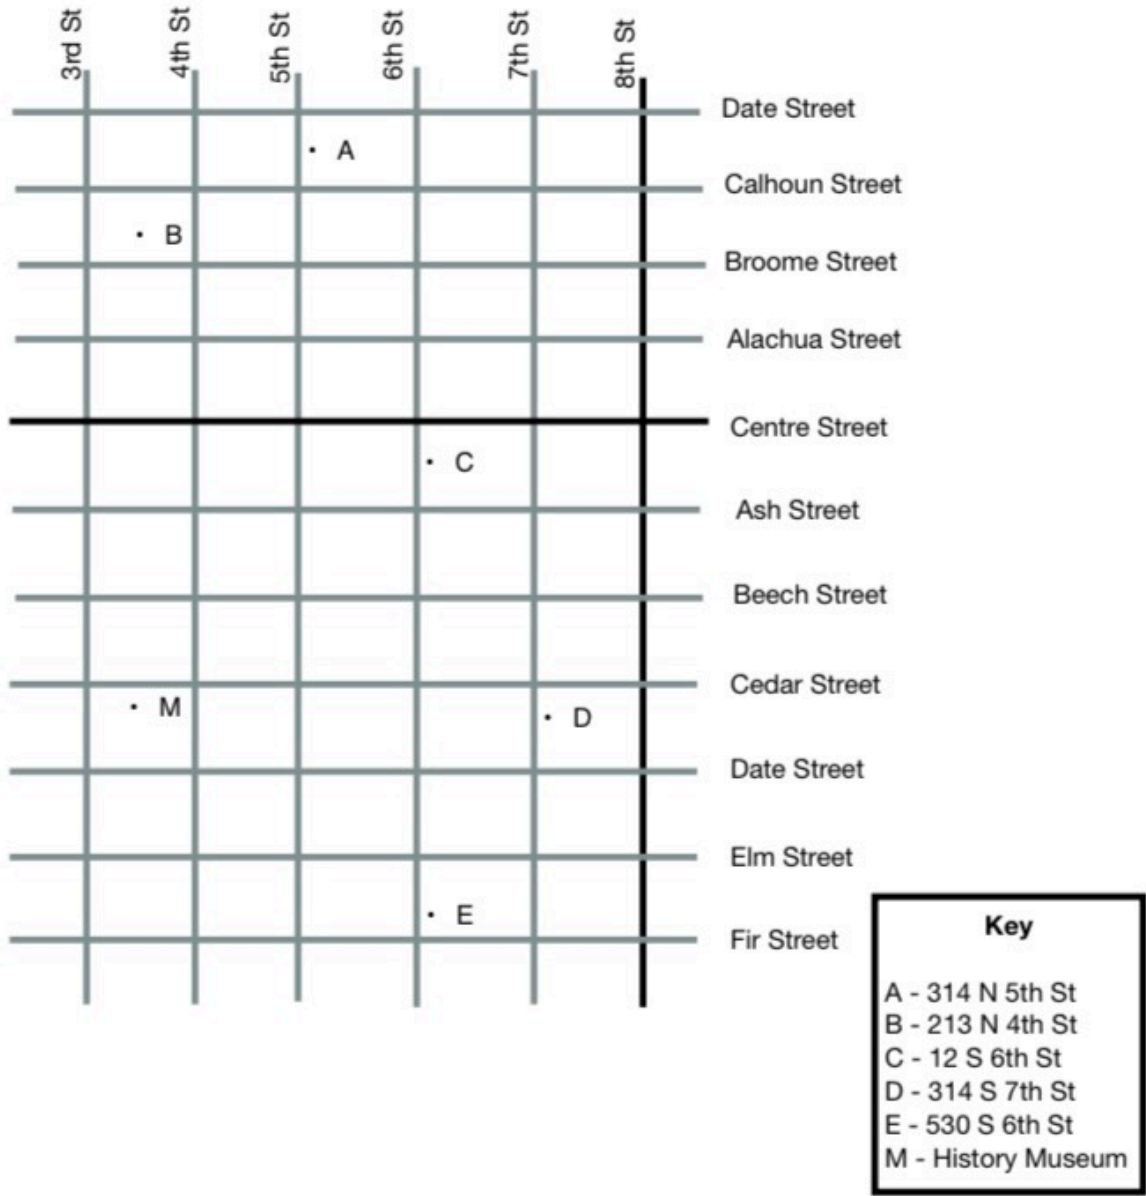 3rd St
4th St
5th St
6th St
7th St
8th St
Date Street
A
Calhoun Street
B
Broome Street
Alachua Street
Centre Street
C
Ash Street
Beech Street
Cedar Street
M
D
Date Street
Elm Street
E
Fir Street
Key
A - 314 N 5th St
B - 213 N 4th St
C - 12 S 6th St
D - 314 S 7th St
E - 530 S 6th St
M - History Museum